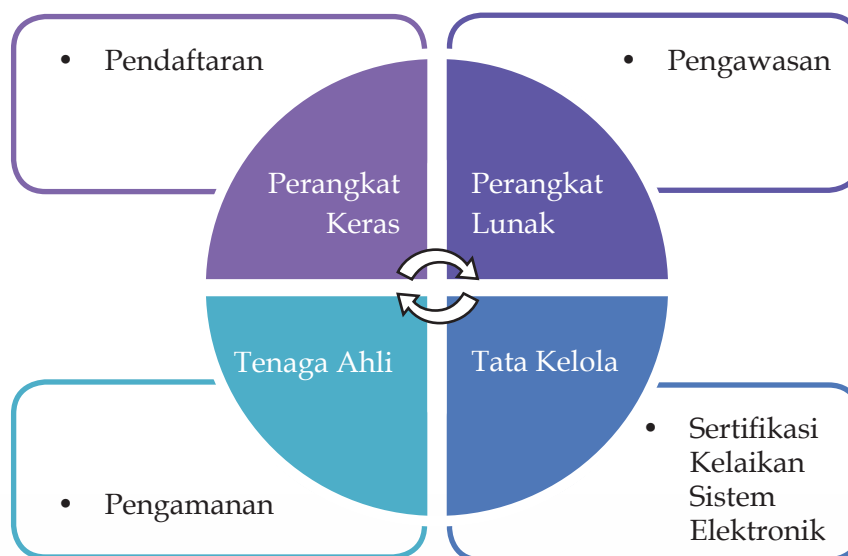 • Pendaftaran
• Pengawasan
Perangkat
Keras
Perangkat
Lunak
Tenaga Ahli
Tata Kelola
• Pengamanan
• Sertifikasi
Kelaikan
Sistem
Elektronik